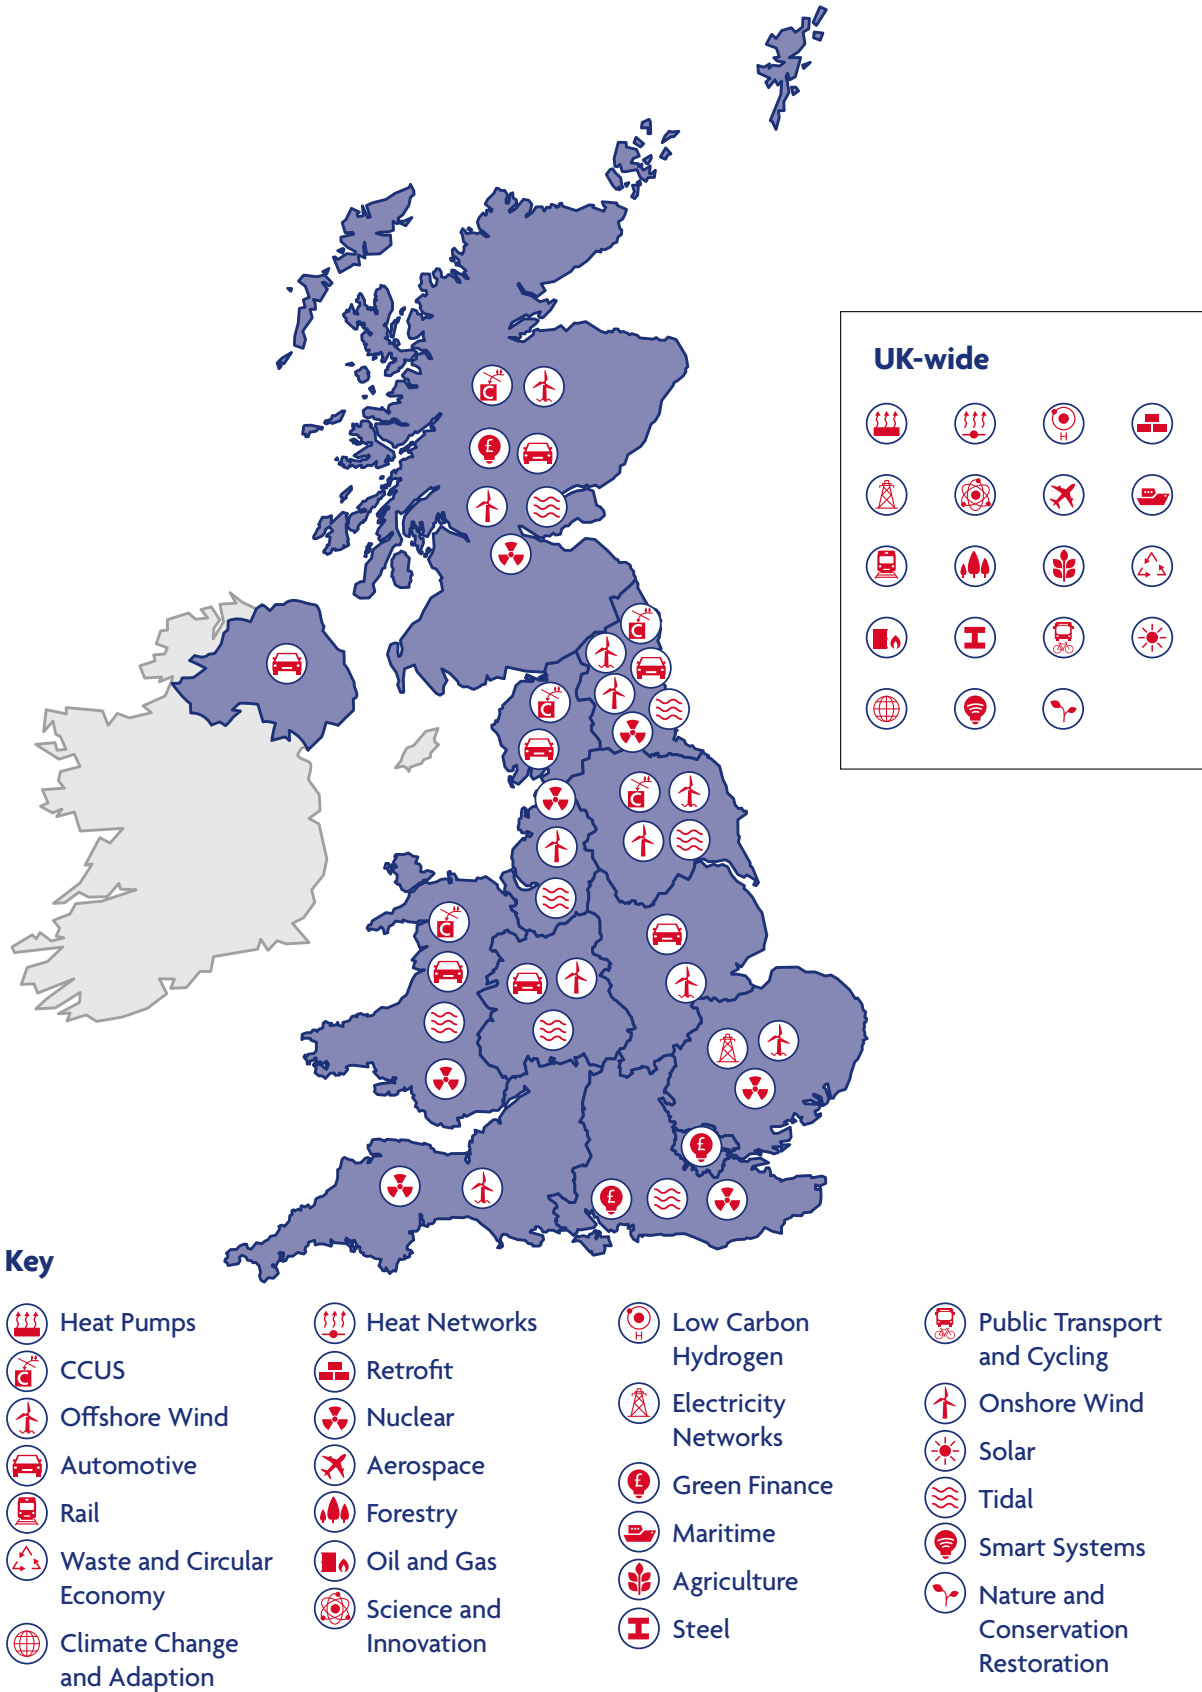 UK-wide
H
Key
Heat Pumps
CCUS
Offshore Wind
Automotive
Rail
Waste and Circular
Economy
Climate Change
and Adaption
Heat Networks
Retrofit
Nuclear
Aerospace
Forestry
Oil and Gas
Science and
Innovation
H
Low Carbon
Hydrogen
Electricity
Networks
Green Finance
Maritime
Agriculture
Steel
Public Transport
and Cycling
Onshore Wind
Solar
Tidal
Smart Systems
Nature and
Conservation
Restoration